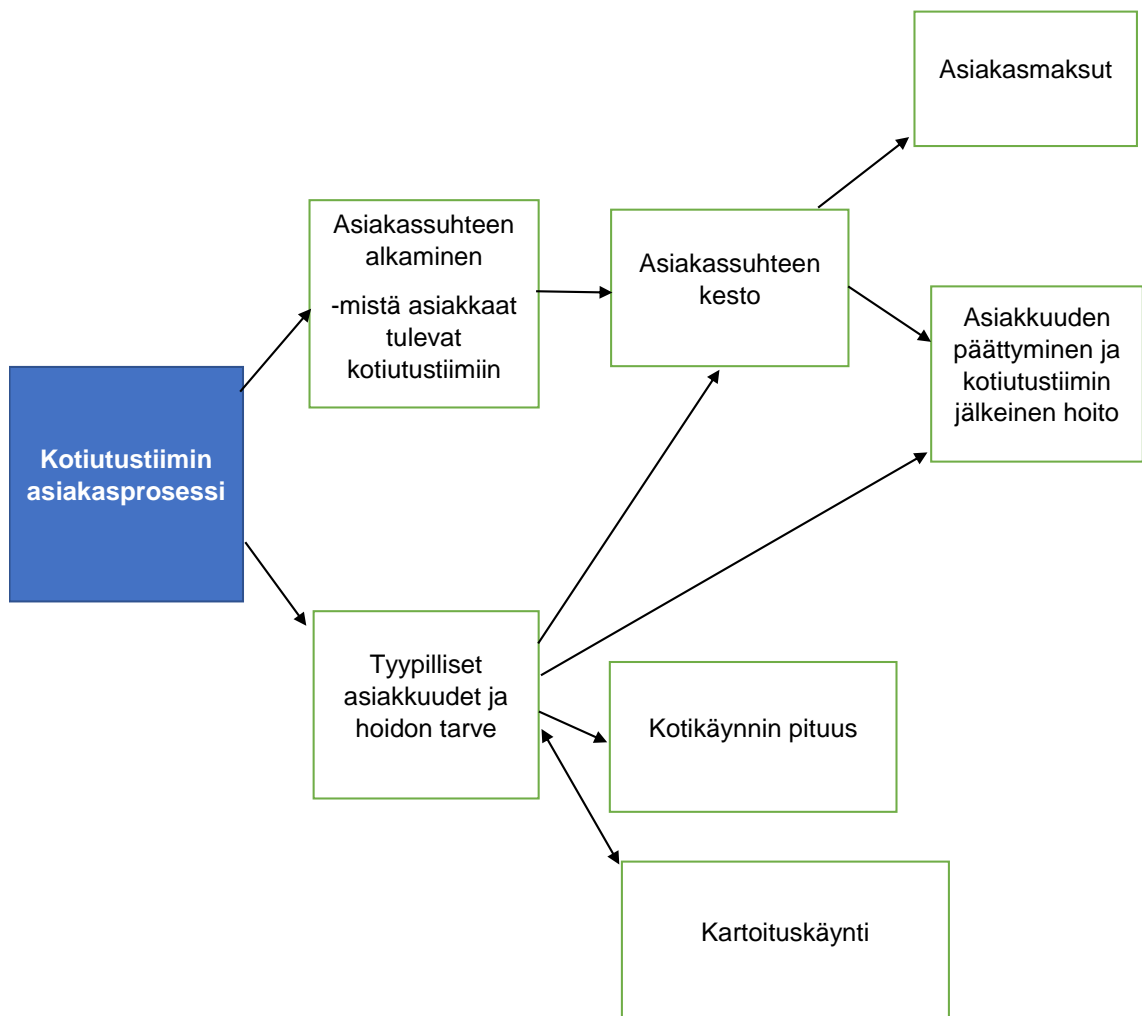 Asiakasmaksut
Asiakassuhteen
alkaminen
-mistä asiakkaat
tulevat
kotiutustiimiin
Asiakassuhteen
kesto
Asiakkuuden
päättyminen ja
kotiutustiimin
jälkeinen hoito
Kotiutustiimin
asiakasprosessi
Tyypilliset
asiakkuudet ja
hoidon tarve
Kotikäynnin pituus
Kartoituskäynti